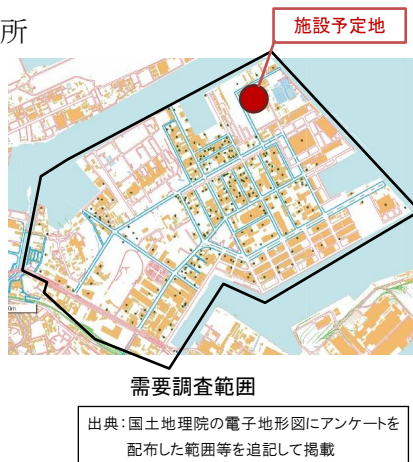 所
施設予定地
需要調査範囲
出典：国土地理院の電子地形図にアンケートを
配布した範囲等を追記して掲載